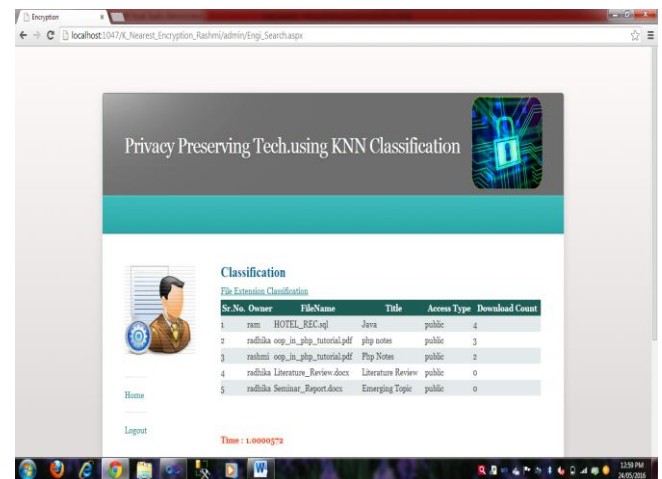 Encryption
localhost:1047/K_Nearest_Encryption_Rashmi/admin/Engi_Search.aspx
Privacy Preserving Tech.using KNN Classification
Classification
File Extension Classification
Sr.No. Owner FileName Title Access Type Download Count
1 ram HOTEL_REC.sql Java public 4
2 radhika oop_in_php_tutorial.pdf php notes public 3
3 rashmi oop_in_php_tutorial.pdf Php Notes public 2
4 radhika Literature_Review.docx Literature Review public 0
5 radhika Seminar_Report.docx Emerging Topic public 0
Home
Logout
Time : 1.0000572
12:59 PM
24/05/2016